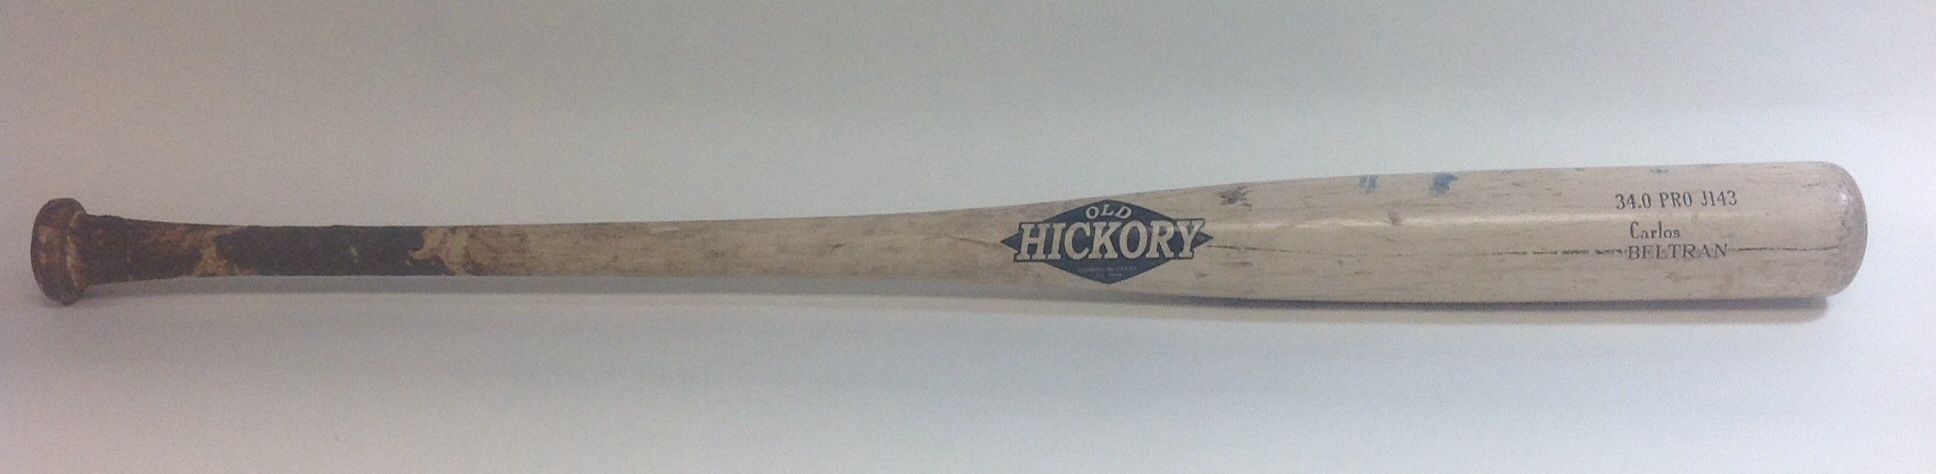 OLD
HICKORY
34.0 PRO J143
Carlos
BELTRAN